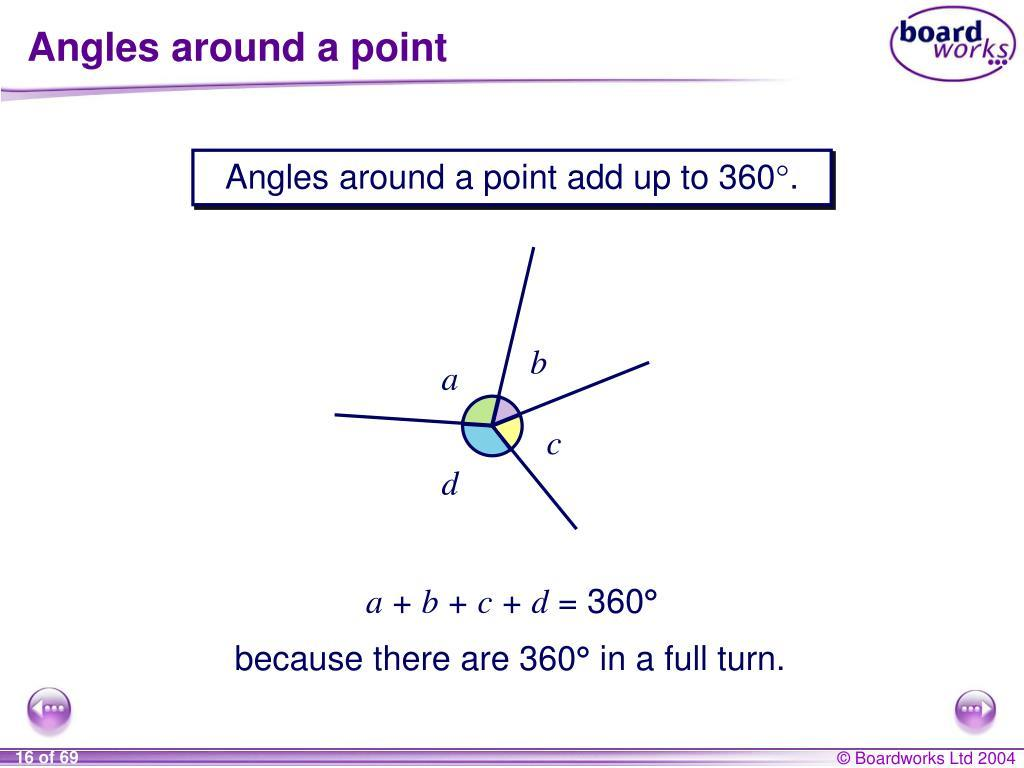 Angles around a point
board
works
Angles around a point add up to 360°.
b
a
c
d
a + b + c + d = 360°
because there are 360° in a full turn.
16 of 69
© Boardworks Ltd 2004